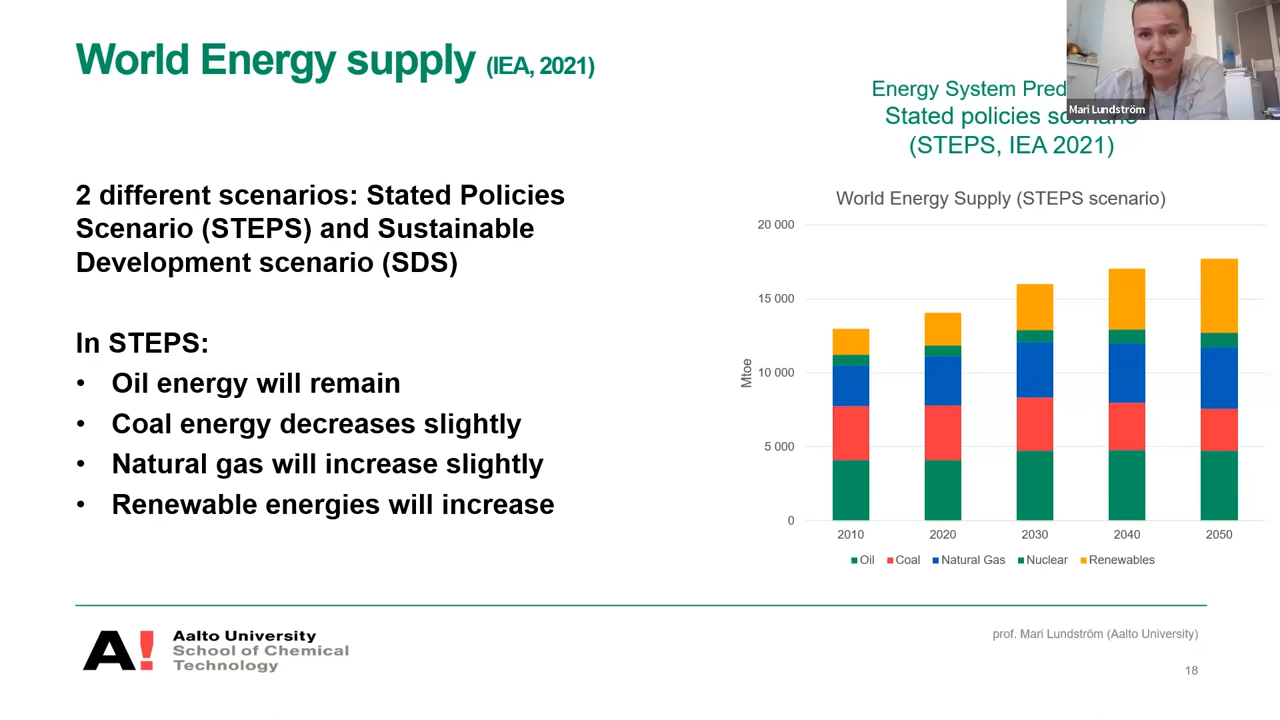 World Energy supply (IEA, 2021)
Energy System
Stated policies scenario
(STEPS, IEA 2021)
Mari Lundström
2 different scenarios: Stated Policies
Scenario (STEPS) and Sustainable
Development scenario (SDS)
In STEPS:
• Oil energy will remain
• Coal energy decreases slightly
• Natural gas will increase slightly
• Renewable energies will increase
World Energy Supply (STEPS scenario)
20 000
15 000
10 000
5 000
0
Mtoe
2010 2020 2030 2040 2050
Oil Coal Natural Gas Nuclear Renewables
A!
Aalto University
School of Chemical
Technology
prof. Mari Lundström (Aalto University)
18